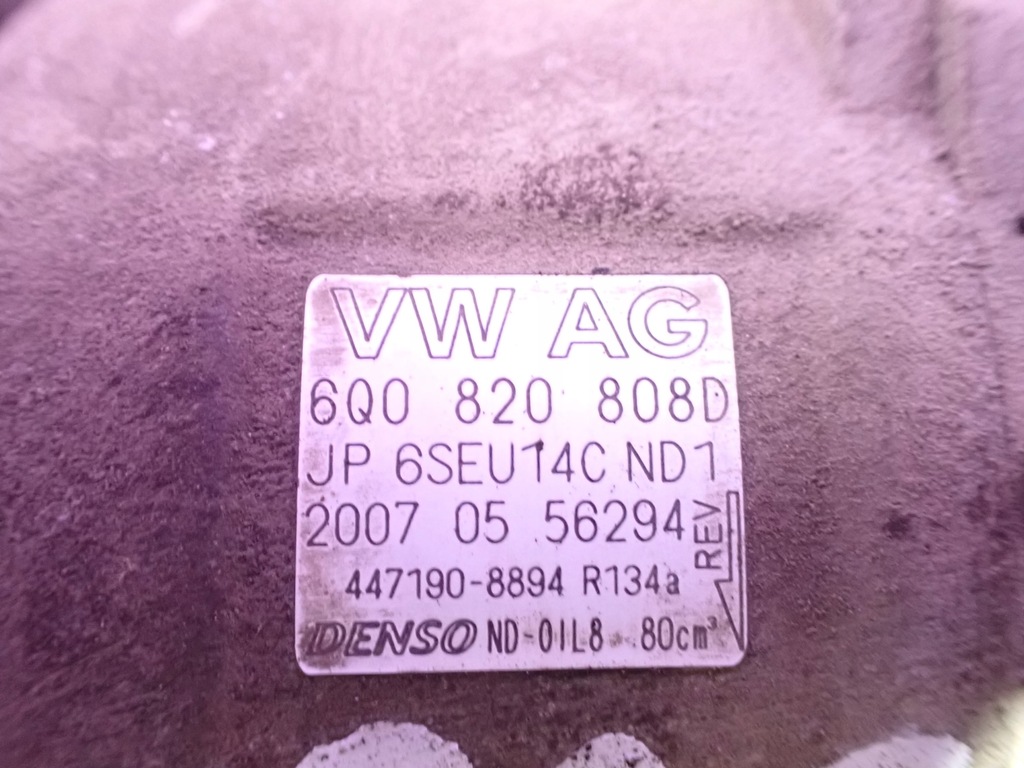 VW AG
6Q0 820 808D
JP 6SEU14C ND1
2007 05 56294
REV
447190-8894 R134a
DENSO ND-OIL8 80cm³